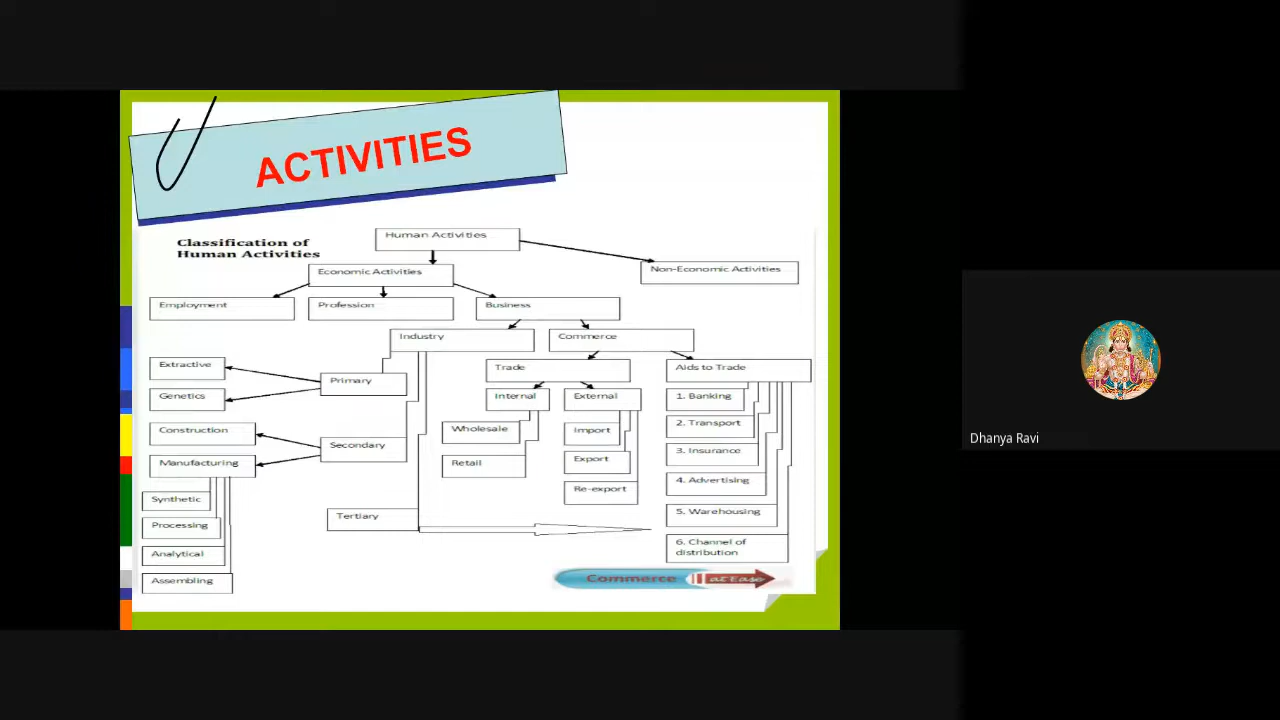 ACTIVITIES
Classification of
Human Activities
Human Activities
Economic Activities
Non-Economic Activities
Employment
Profession
Business
Industry
Commerce
Extractive
Primary
Trade
Aids to Trade
Genetics
Internal
External
1. Banking
Construction
Secondary
Wholesale
Import
2. Transport
Manufacturing
Retail
Export
3. Insurance
Synthetic
Re-export
4. Advertising
Processing
Tertiary
5. Warehousing
Analytical
6. Channel of
distribution
Assembling
Commerce at Ease
Dhanya Ravi